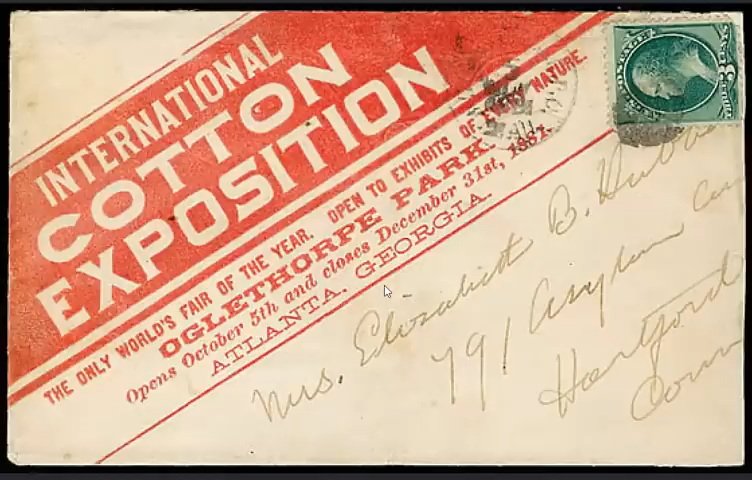 INTERNATIONAL
COTTON
EXPOSITION
THE ONLY WORLD'S FAIR OF THE YEAR. OPEN TO EXHIBITS OF EVERY NATURE.
OGLETHORPE PARK
Opens October 5th and closes December 31st, 1881.
ATLANTA, GEORGIA.
POSTAGE
Mrs. Elizabeth B.
791 Asylum
Hartford
Conn